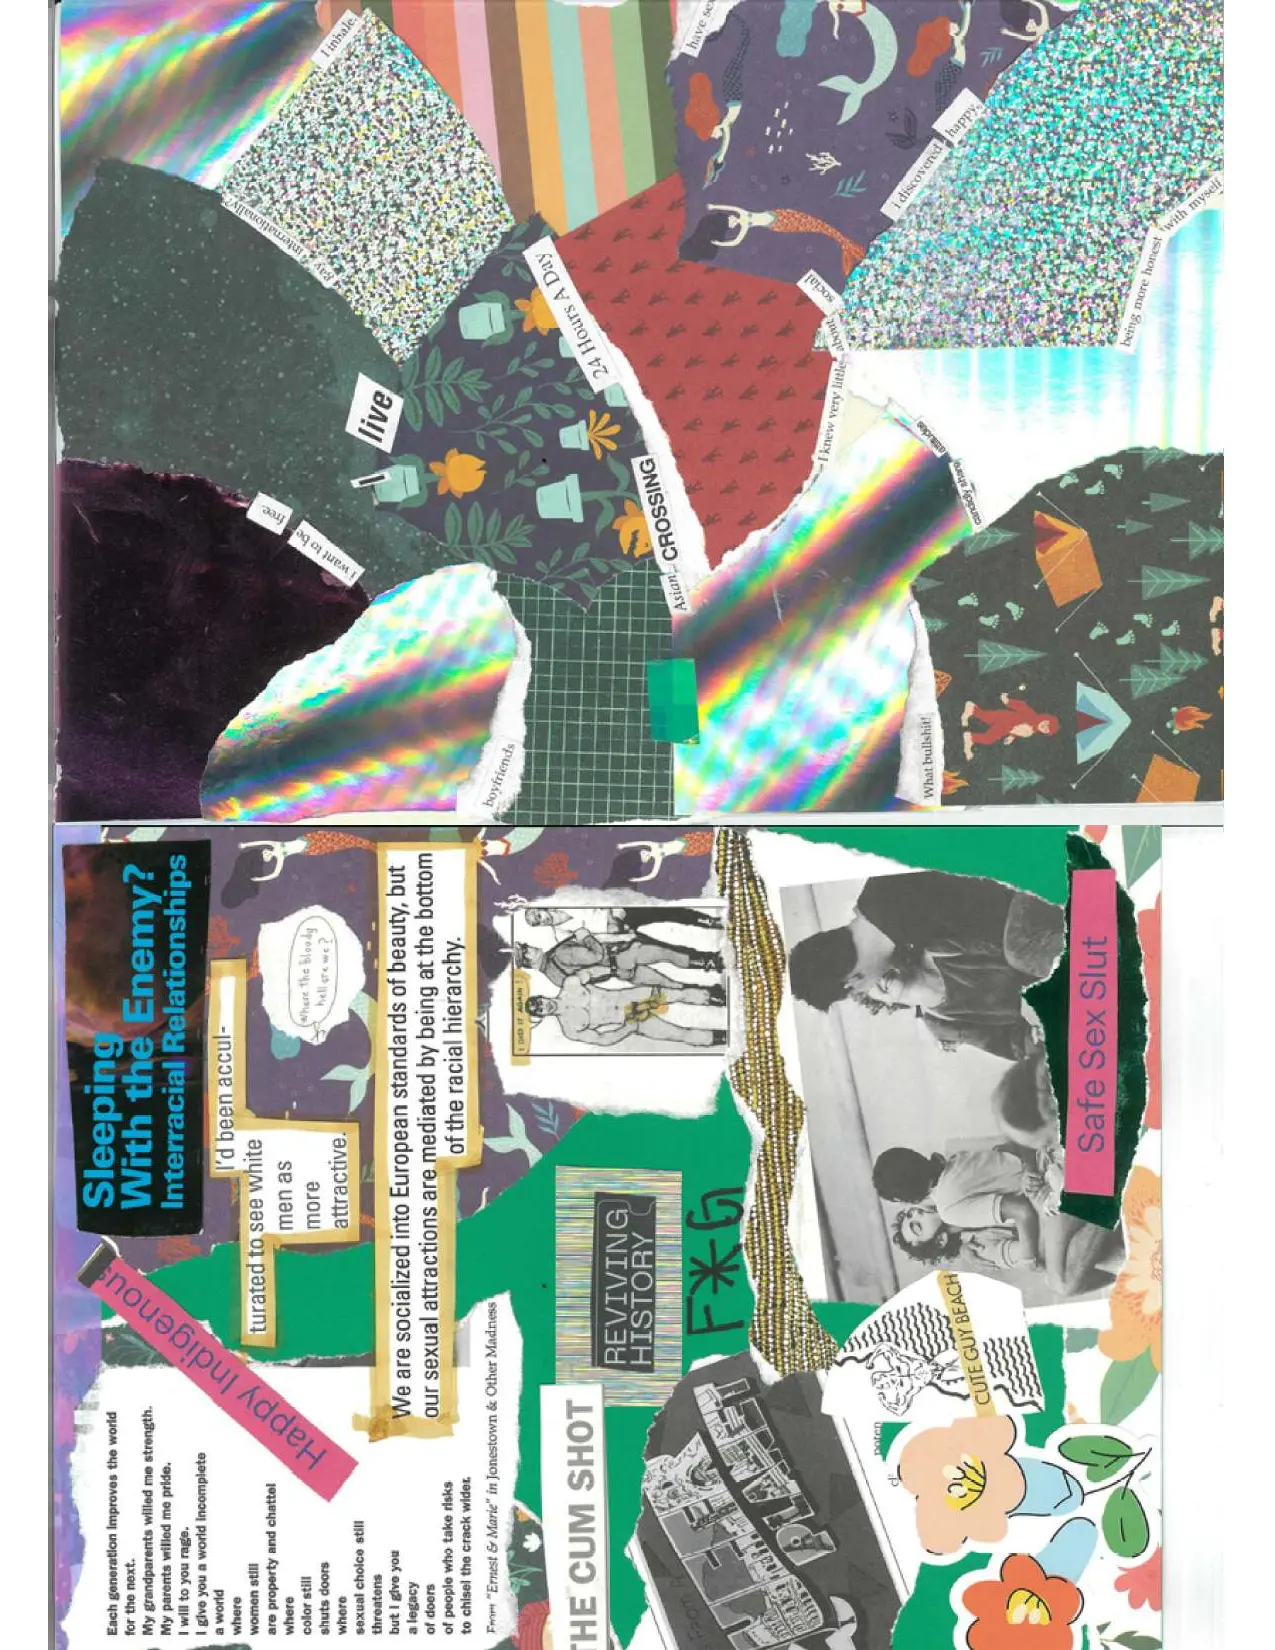 I inhale.
have se
happy.
i discovered
with myself
being more honest
internationally?
pay
24 Hours A Day
social
about
I knew very little
live
I
attitudes
candidly share
Asian
CROSSING
free.
i want to be
boyfriends
What bullshit!
Sleeping
With the Enemy?
Interracial Relationships
I'd been accul-
turated to see white
men as
more
attractive.
where the bloody
hell are we?
We are socialized into European standards of beauty, but
our sexual attractions are mediated by being at the bottom
of the racial hierarchy.
I DID IT AGAIN!
Safe Sex Slut
Happy Indigenous
REVIVING
HISTORY
F*G
CUTE GUY BEACH
THE CUM SHOT
Each generation improves the world
for the next.
My grandparents willed me strength.
My parents willed me pride.
I will to you rage.
I give you a world incomplete
a world
where
women still
are property and chattel
where
color still
shuts doors
where
sexual choice still
threatens
but I give you
a legacy
of doers
of people who take risks
to chisel the crack wider.
From "Ernest & Marie" in Jonestown & Other Madness
poten